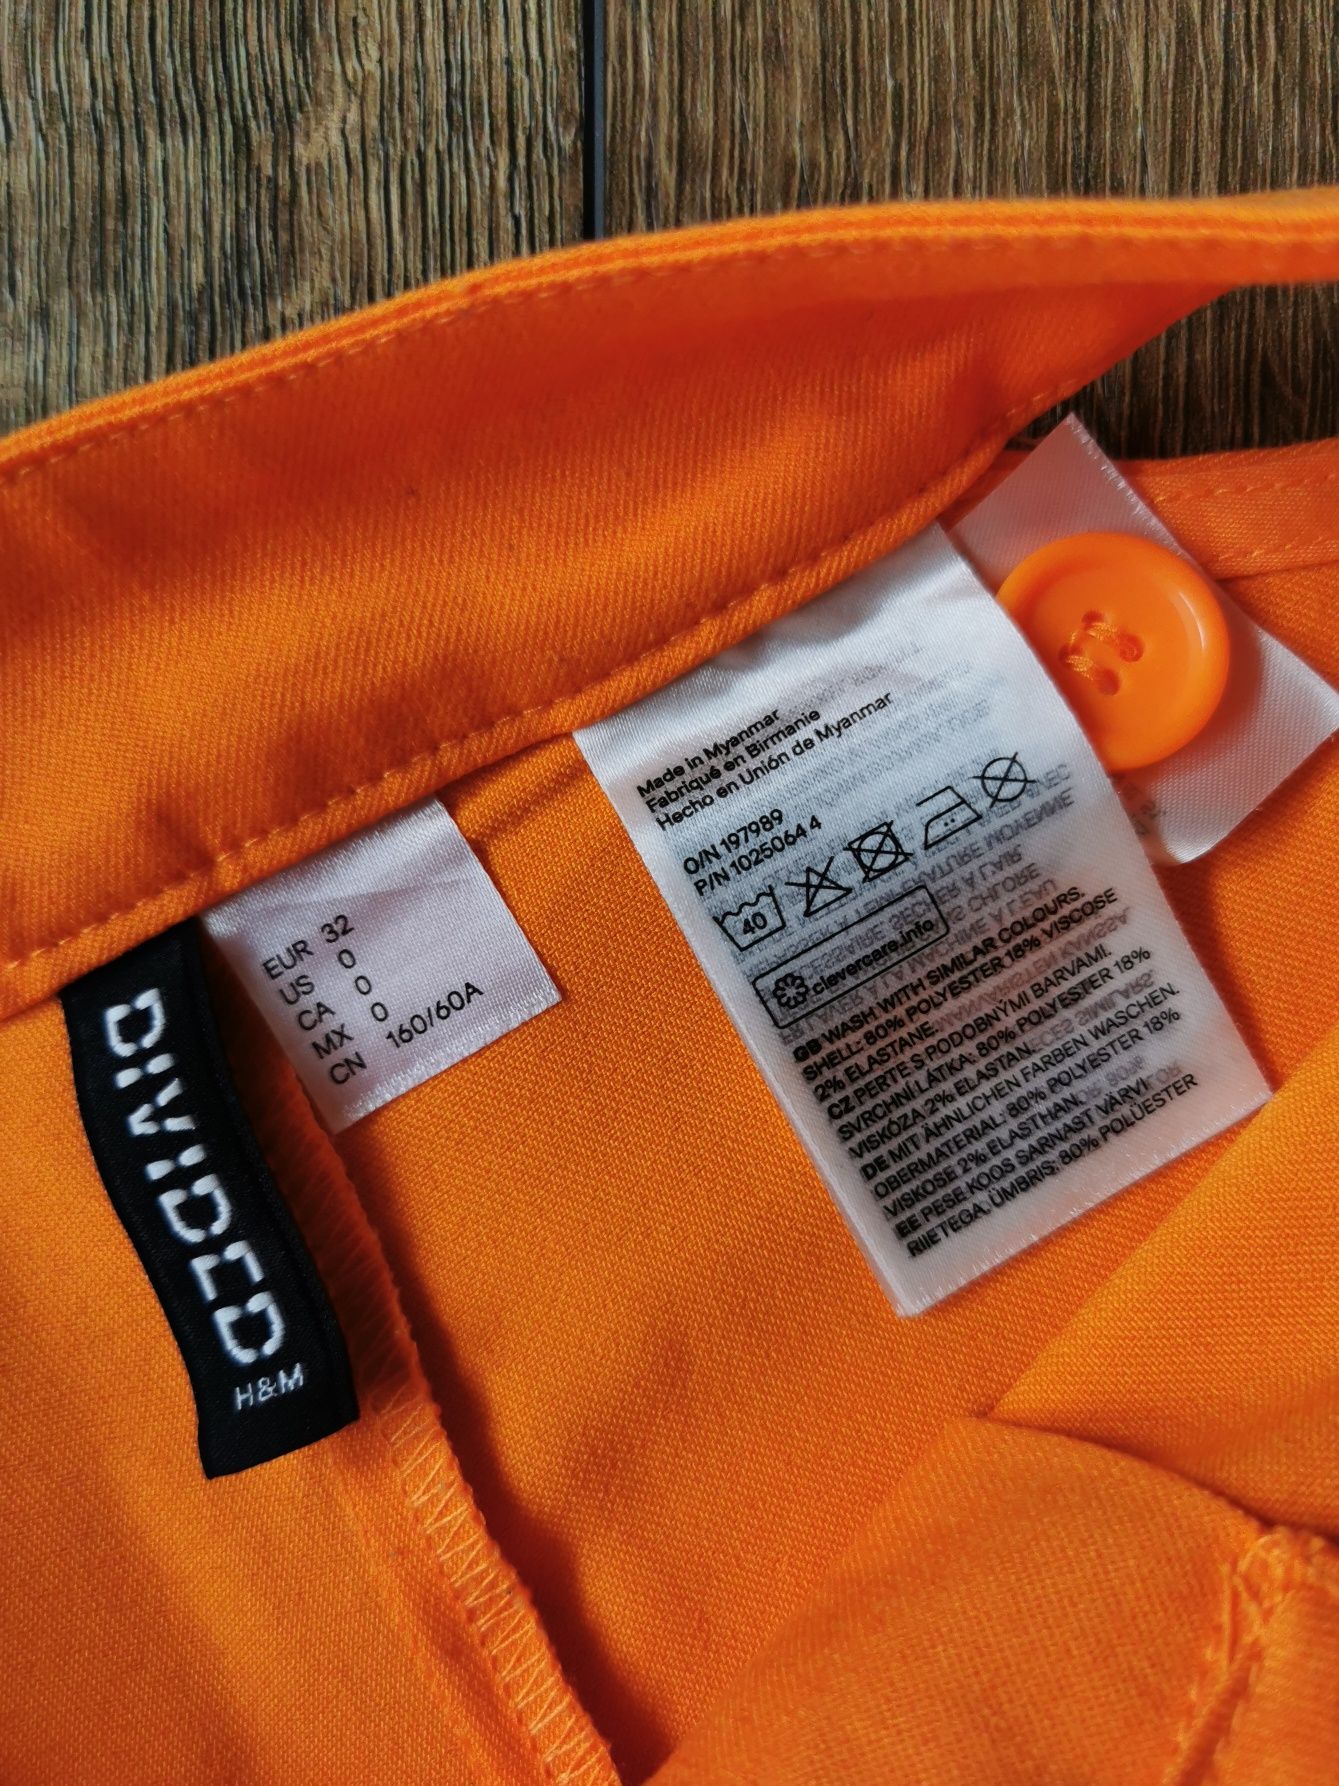 DIVIDED
H&M
EUR 32
US 0
CA 0
MX 0
CN 160/60A
Made in Myanmar
Fabriqué en Birmanie
Hecho en Unión de Myanmar
O/N 197989
P/N 1025064 4
40
clevercare.info
GB WASH WITH SIMILAR COLOURS.
SHELL: 80% POLYESTER 18% VISCOSE
2% ELASTANE.
CZ PERTE S PODOBNÝMI BARVAMI.
SVRCHNÍ LÁTKA: 80% POLYESTER 18%
VISKÓZA 2% ELASTAN.
DE MIT ÄHNLICHEN FARBEN WASCHEN.
OBERMATERIAL: 80% POLYESTER 18%
VISKOSE 2% ELASTHAN.
EE PESE KOOS SARNAST VÄRVI
RIIETEGA. ÜMBRIS: 80% POLÜESTER